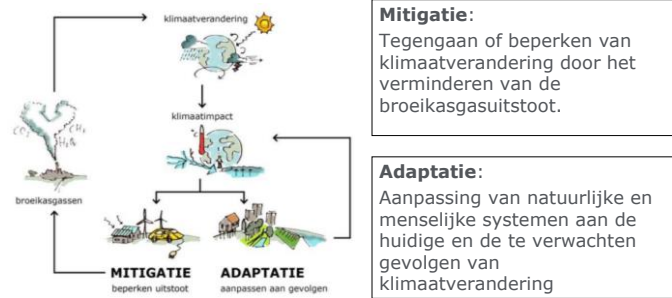 klimaatverandering
klimaatimpact
CO₂
CH₄
broeikasgassen
MITIGATIE
beperken uitstoot
ADAPTATIE
aanpassen aan gevolgen
Mitigatie:
Tegengaan of beperken van
klimaatverandering door het
verminderen van de
broeikasgasuitstoot.
Adaptatie:
Aanpassing van natuurlijke en
menselijke systemen aan de
huidige en de te verwachten
gevolgen van
klimaatverandering